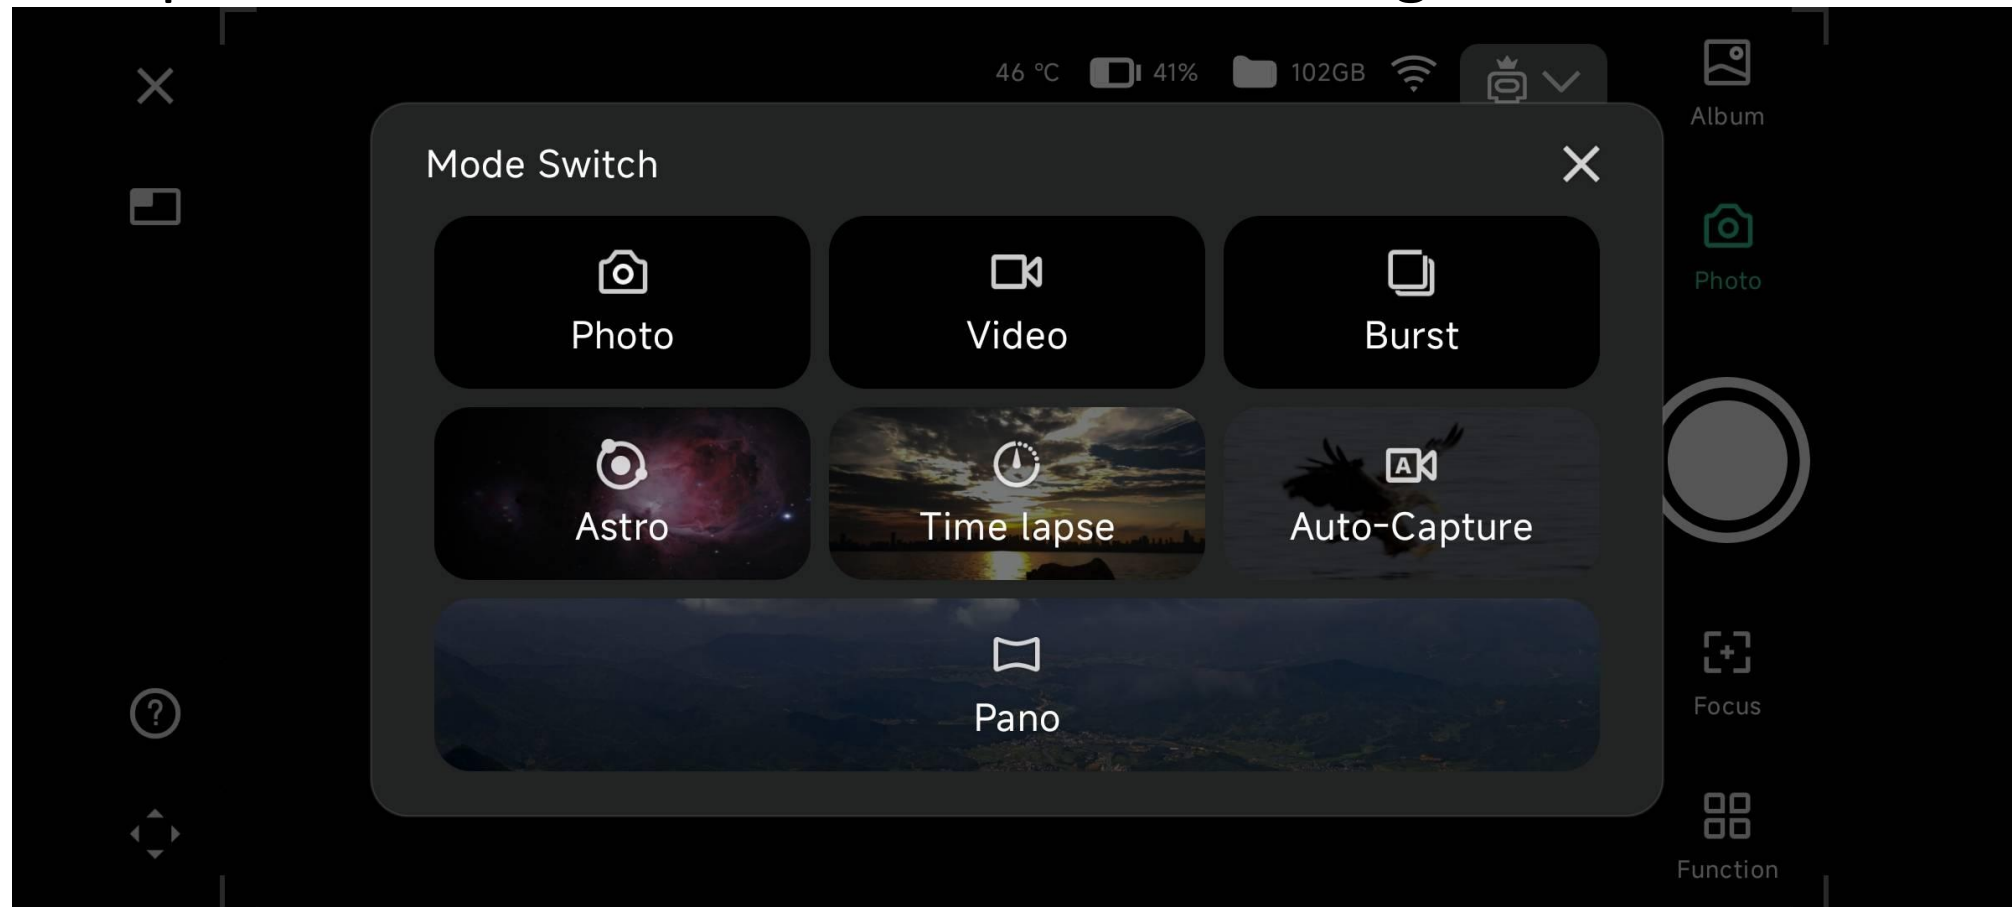 46 °C 41% 102GB
Album
Mode Switch
Photo
Photo Video Burst
Astro Time lapse Auto-Capture
Pano
Focus
Function